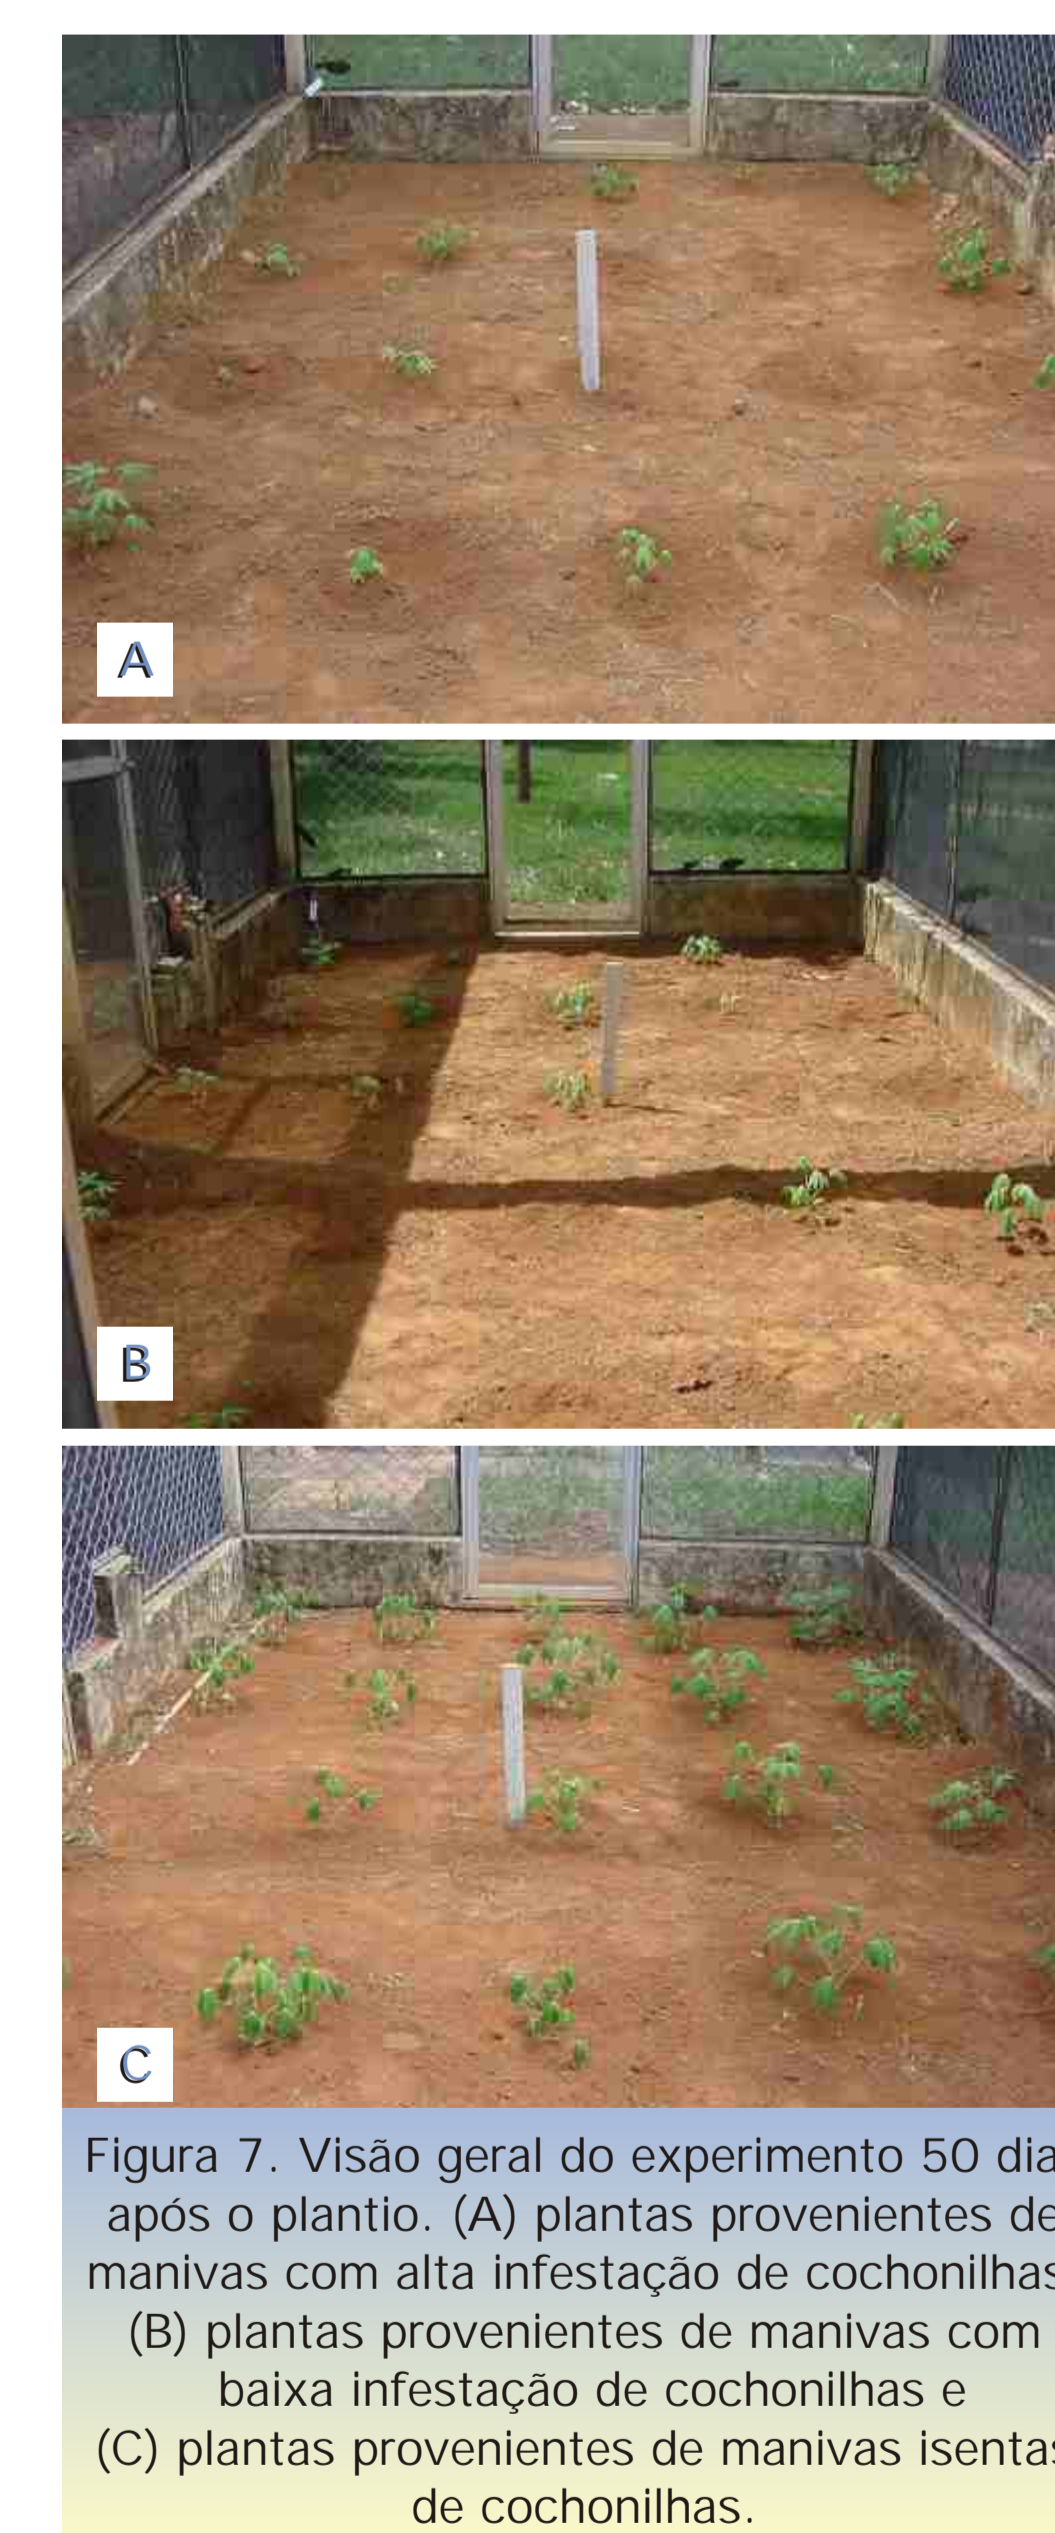 A
B
C
Figura 7. Visão geral do experimento 50 dia
após o plantio. (A) plantas provenientes de
manivas com alta infestação de cochonilhas
(B) plantas provenientes de manivas com
baixa infestação de cochonilhas e
(C) plantas provenientes de manivas isentas
de cochonilhas.